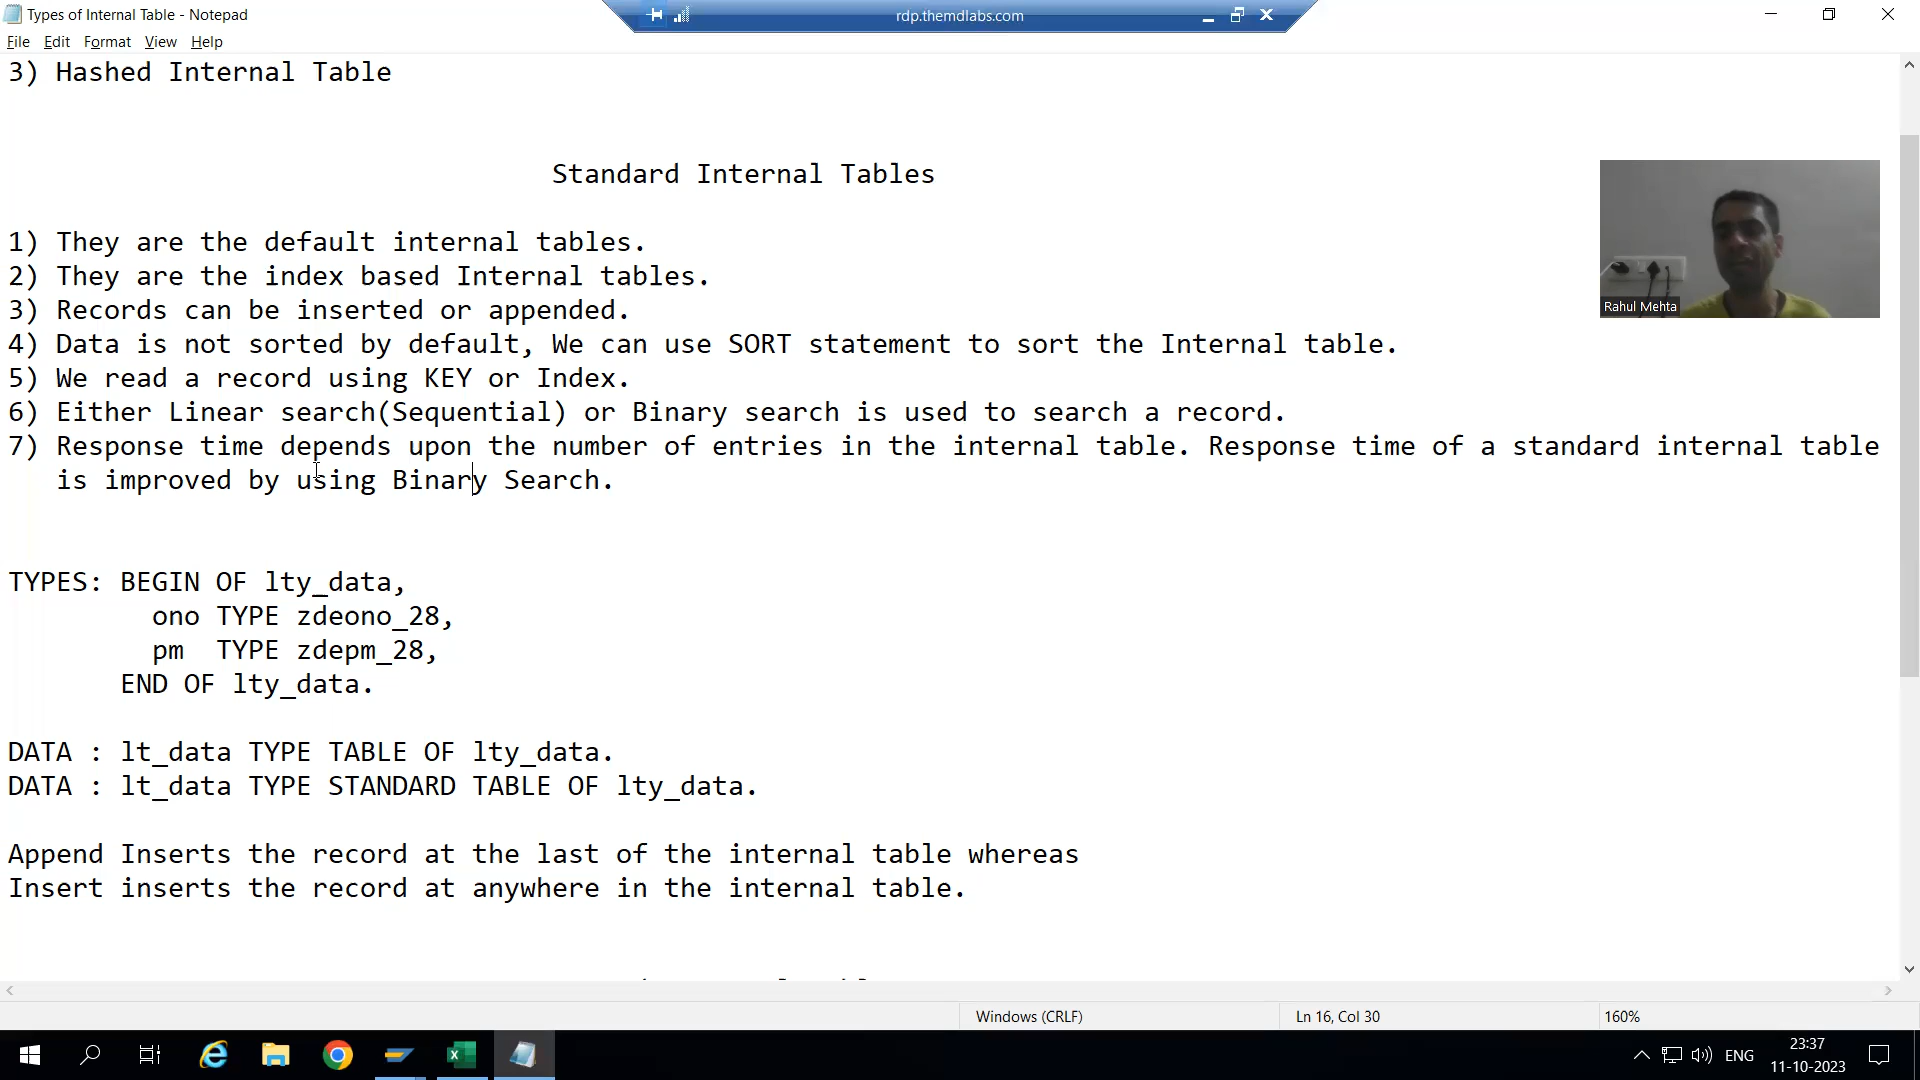 Types of Internal Table - Notepad
rdp.themdlabs.com
File Edit Format View Help
3) Hashed Internal Table
Standard Internal Tables
1) They are the default internal tables.
2) They are the index based Internal tables.
3) Records can be inserted or appended.
4) Data is not sorted by default, We can use SORT statement to sort the Internal table.
5) We read a record using KEY or Index.
6) Either Linear search(Sequential) or Binary search is used to search a record.
7) Response time depends upon the number of entries in the internal table. Response time of a standard internal table
is improved by using Binary Search.
Rahul Mehta
TYPES: BEGIN OF lty_data,
ono TYPE zdeono_28,
pm TYPE zdepm_28,
END OF lty_data.
DATA : lt_data TYPE TABLE OF lty_data.
DATA : lt_data TYPE STANDARD TABLE OF lty_data.
Append Inserts the record at the last of the internal table whereas
Insert inserts the record at anywhere in the internal table.
Windows (CRLF)
Ln 16, Col 30
160%
ENG
23:37
11-10-2023